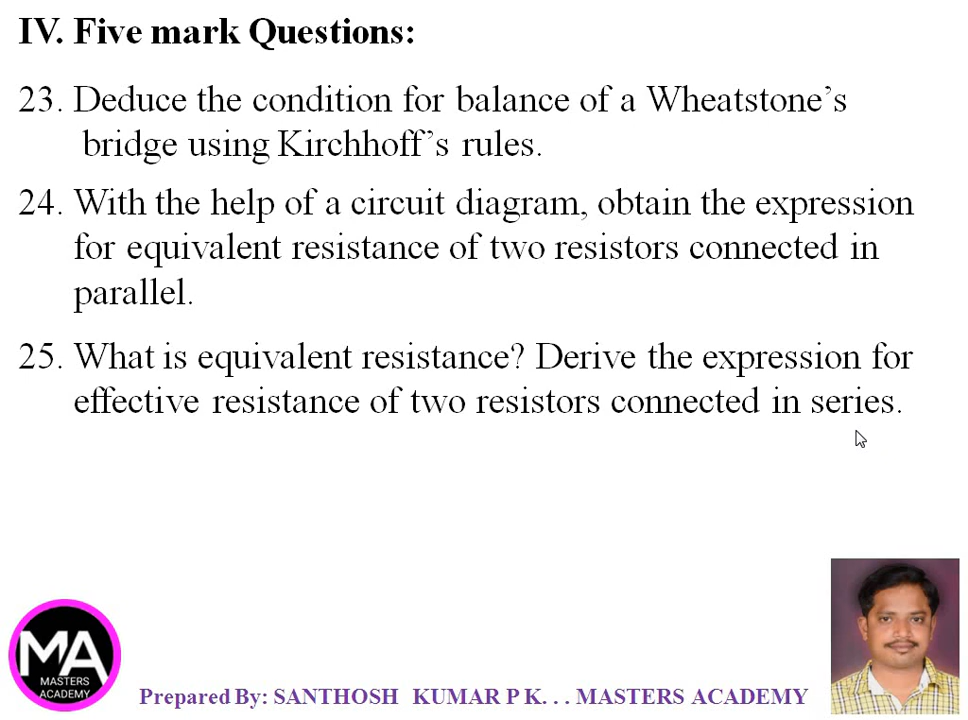 IV. Five mark Questions:
23. Deduce the condition for balance of a Wheatstone’s
bridge using Kirchhoff’s rules.
24. With the help of a circuit diagram, obtain the expression
for equivalent resistance of two resistors connected in
parallel.
25. What is equivalent resistance? Derive the expression for
effective resistance of two resistors connected in series.
MA
MASTERS
ACADEMY
Prepared By: SANTHOSH KUMAR P K. . . MASTERS ACADEMY